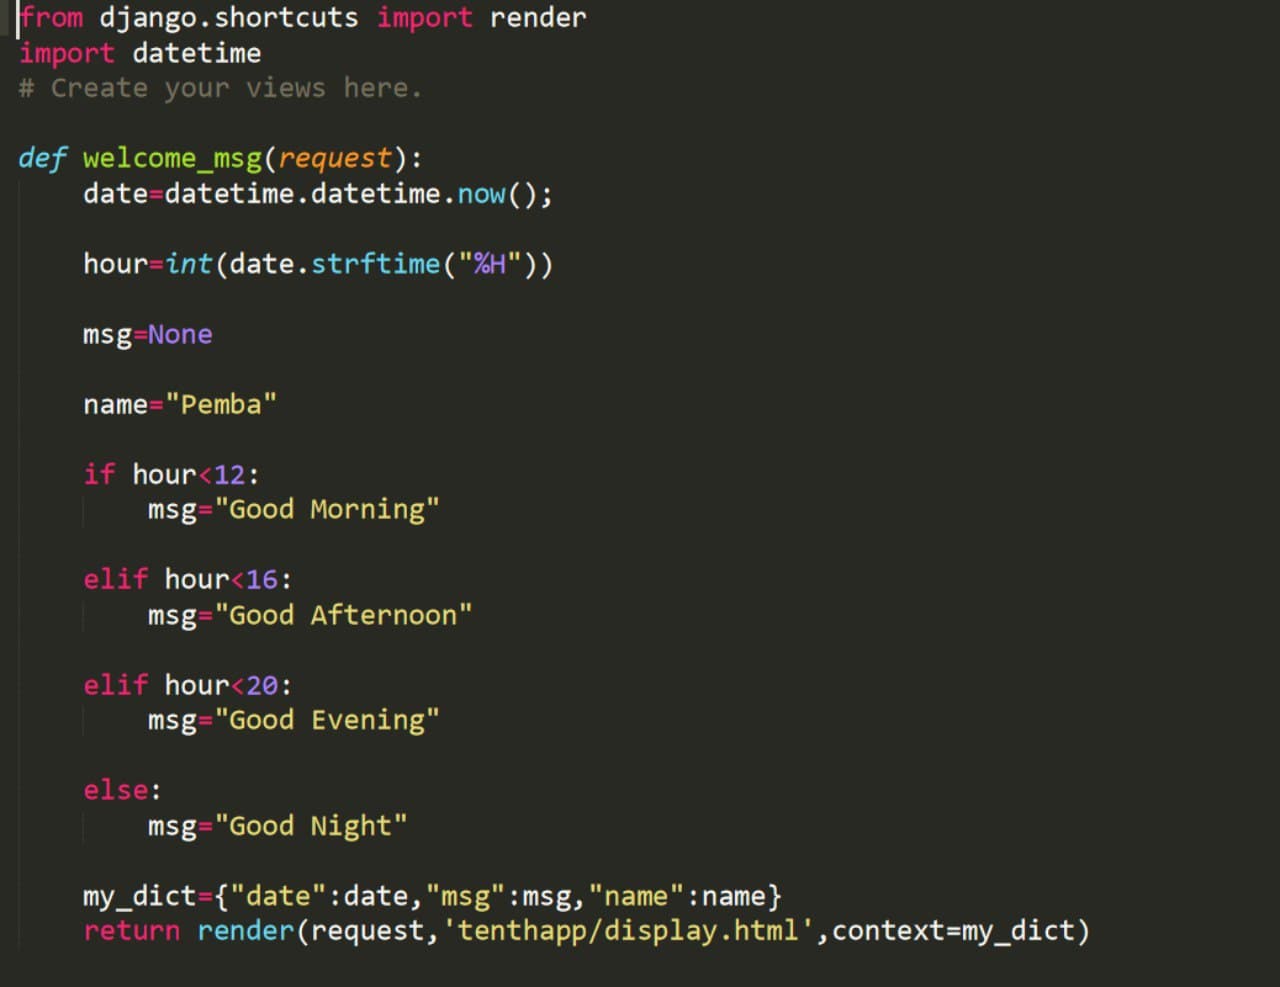 from django.shortcuts import render
import datetime
# Create your views here.
def welcome_msg(request):
    date=datetime.datetime.now();
    hour=int(date.strftime("%H"))
    msg=None
    name="Pemba"
    if hour<12:
        msg="Good Morning"
    elif hour<16:
        msg="Good Afternoon"
    elif hour<20:
        msg="Good Evening"
    else:
        msg="Good Night"
    my_dict={"date":date,"msg":msg,"name":name}
    return render(request,'tenthapp/display.html',context=my_dict)